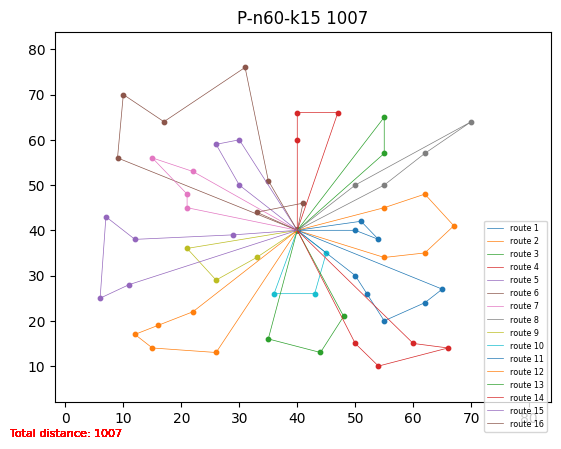 P-n60-k15 1007
80
70
60
50
40
30
20
10
0
10
20
30
40
50
60
70
80
route 1
route 2
route 3
route 4
route 5
route 6
route 7
route 8
route 9
route 10
route 11
route 12
route 13
route 14
route 15
route 16
Total distance: 1007